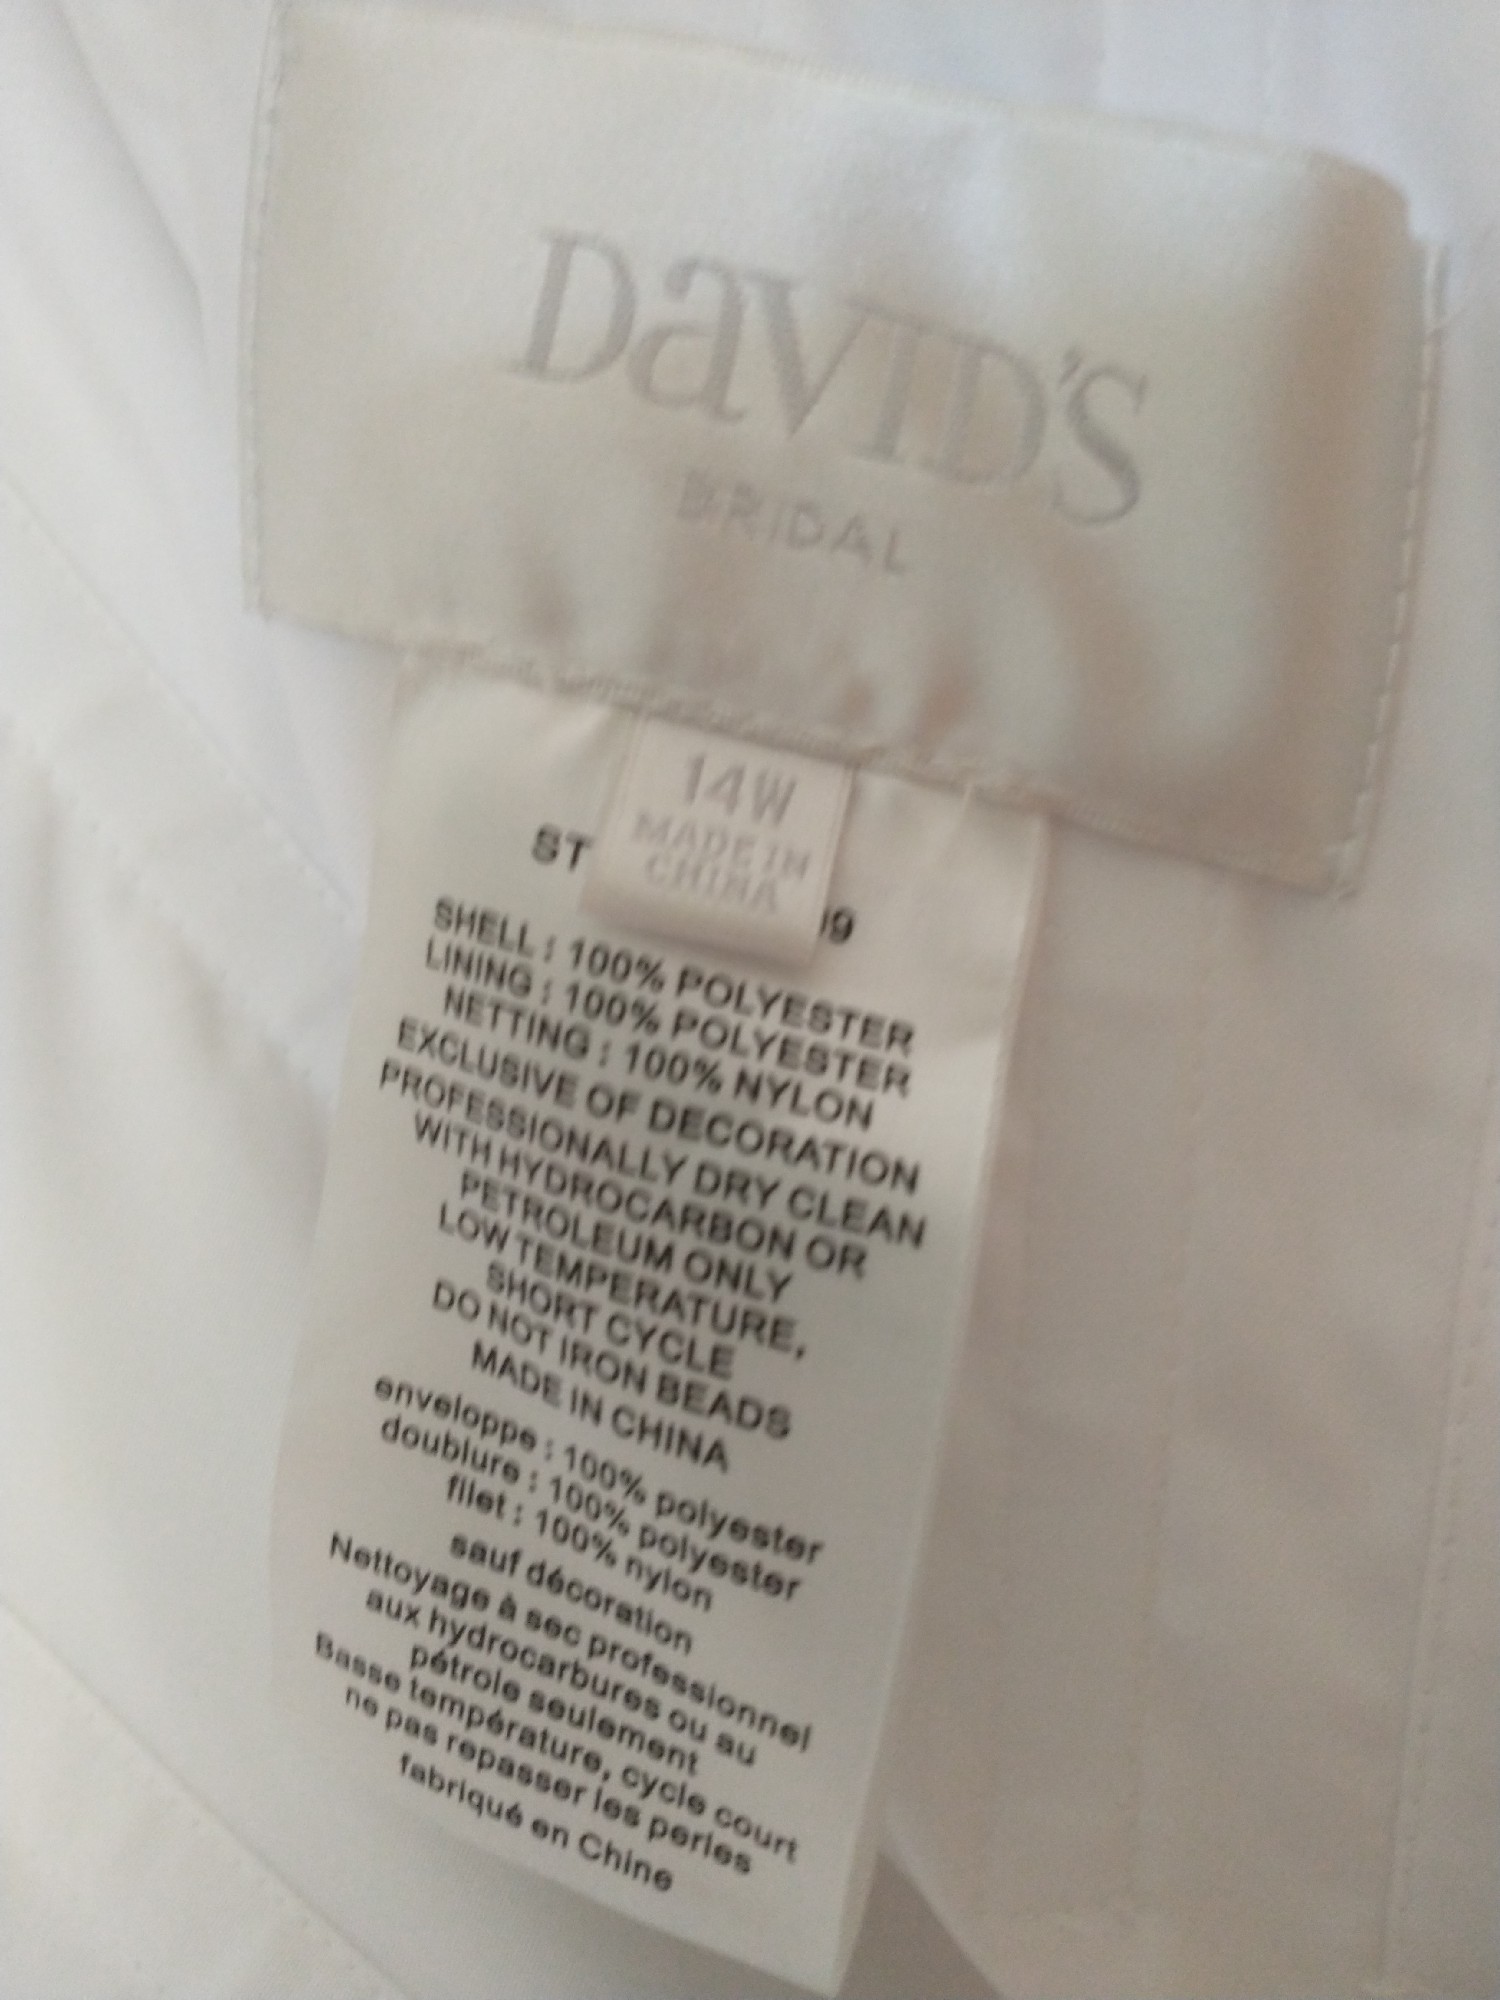 DaVID'S
BRIDAL
14W
MADE IN
CHINA
SHELL : 100% POLYESTER
LINING : 100% POLYESTER
NETTING : 100% NYLON
EXCLUSIVE OF DECORATION
PROFESSIONALLY DRY CLEAN
WITH HYDROCARBON OR
PETROLEUM ONLY
LOW TEMPERATURE,
SHORT CYCLE
DO NOT IRON BEADS
MADE IN CHINA
enveloppe : 100% polyester
doublure : 100% polyester
filet : 100% nylon
sauf décoration
Nettoyage à sec professionnel
aux hydrocarbures ou au
pétrole seulement
Basse température, cycle court
ne pas repasser les perles
fabriqué en Chine